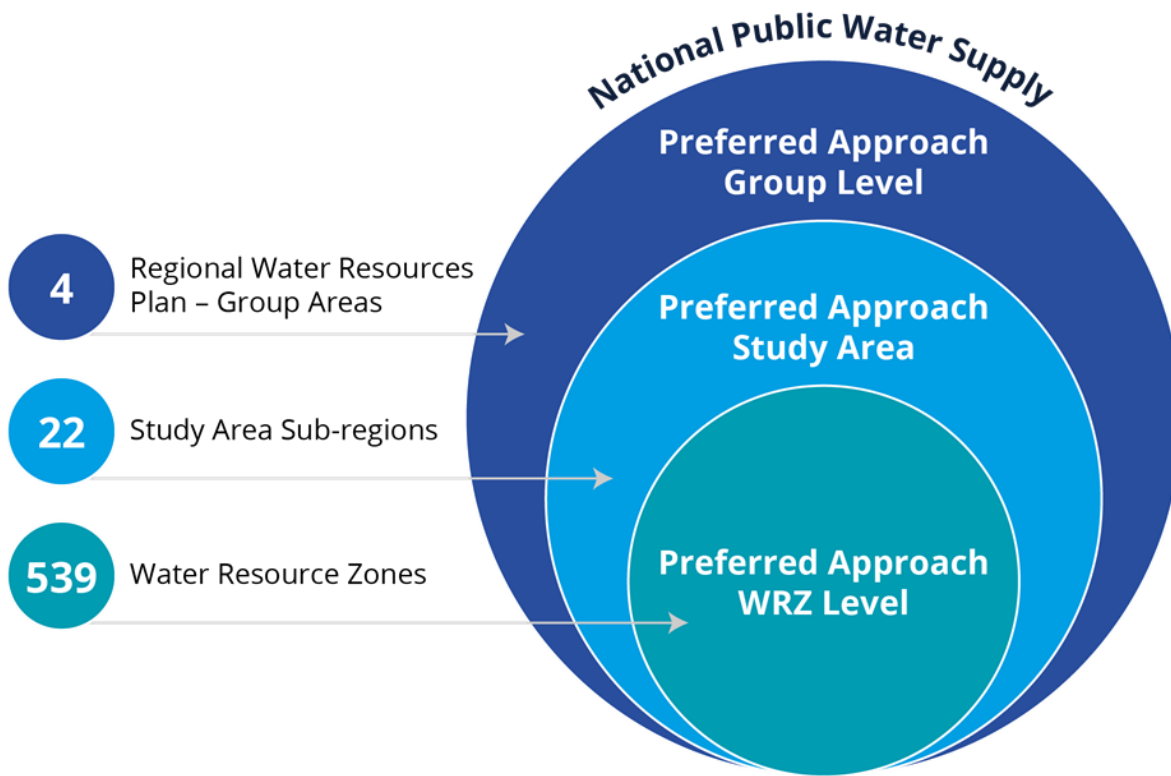 National Public Water Supply
Preferred Approach
Group Level
4
Regional Water Resources
Plan – Group Areas
Preferred Approach
Study Area
22
Study Area Sub-regions
539
Water Resource Zones
Preferred Approach
WRZ Level